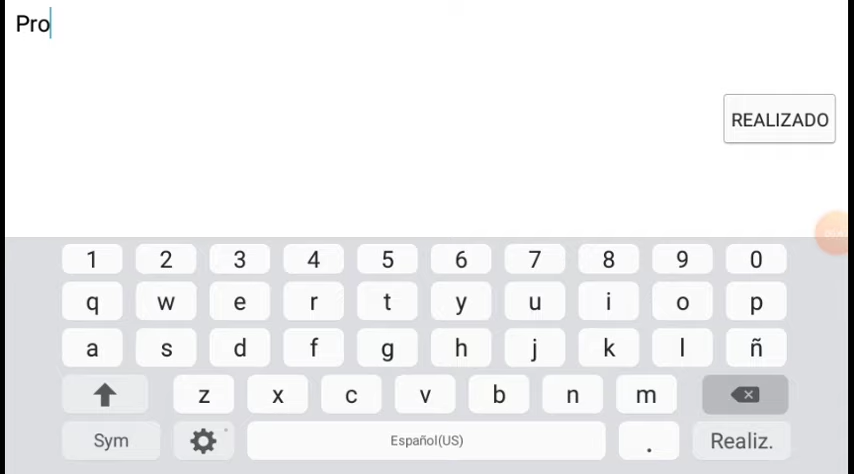 Pro
REALIZADO
1 2 3 4 5 6 7 8 9 0
q w e r t y u i o p
a s d f g h j k l ñ
z x c v b n m
Sym Español(US) . Realiz.